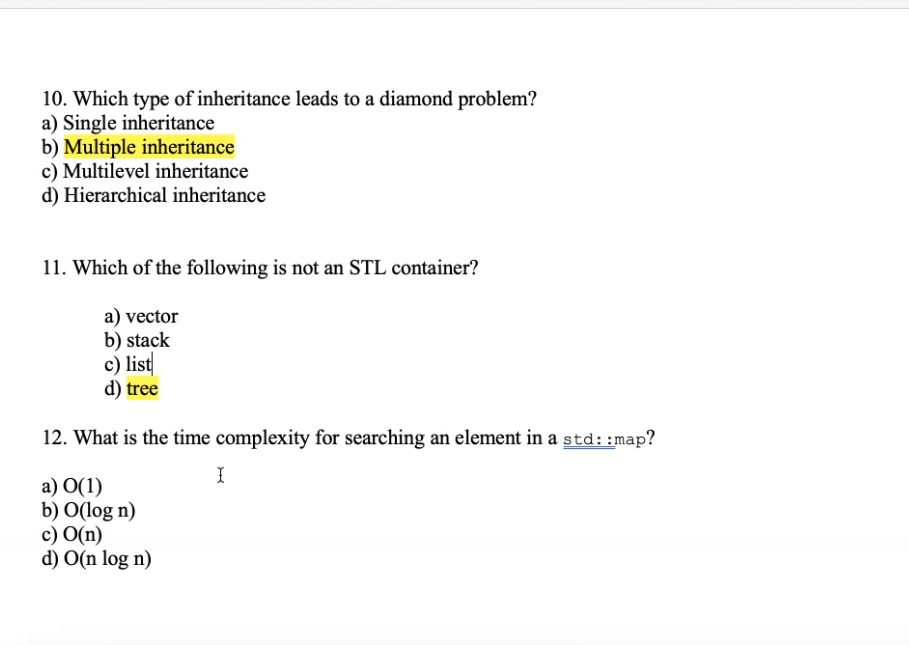 10. Which type of inheritance leads to a diamond problem?
a) Single inheritance
b) Multiple inheritance
c) Multilevel inheritance
d) Hierarchical inheritance
11. Which of the following is not an STL container?
a) vector
b) stack
c) list
d) tree
12. What is the time complexity for searching an element in a std::map?
a) O(1)
b) O(log n)
c) O(n)
d) O(n log n)